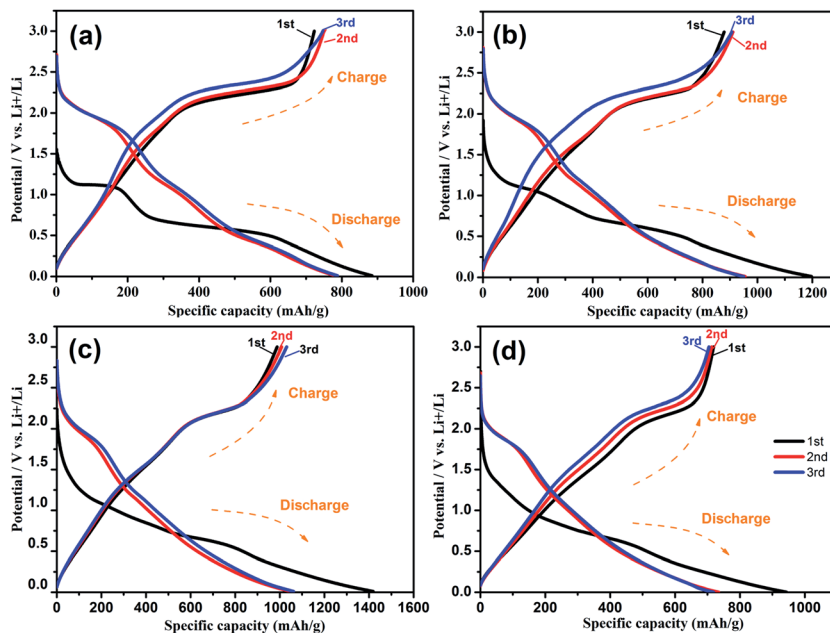 (a)
1st
3rd
2nd
Charge
Discharge
Potential / V vs. Li+/Li
3.0
2.5
2.0
1.5
1.0
0.5
0.0
0 200 400 600 800 1000
Specific capacity (mAh/g)
(b)
3rd
1st
2nd
Charge
Discharge
Potential / V vs. Li+/Li
3.0
2.5
2.0
1.5
1.0
0.5
0.0
0 200 400 600 800 1000 1200
Specific capacity (mAh/g)
(c)
1st
2nd
3rd
Charge
Discharge
Potential / V vs. Li+/Li
3.0
2.5
2.0
1.5
1.0
0.5
0.0
0 200 400 600 800 1000 1200 1400 1600
Specific capacity (mAh/g)
(d)
2nd
3rd
1st
Charge
Discharge
1st
2nd
3rd
Potential / V vs. Li+/Li
3.0
2.5
2.0
1.5
1.0
0.5
0.0
0 200 400 600 800 1000
Specific capacity (mAh/g)